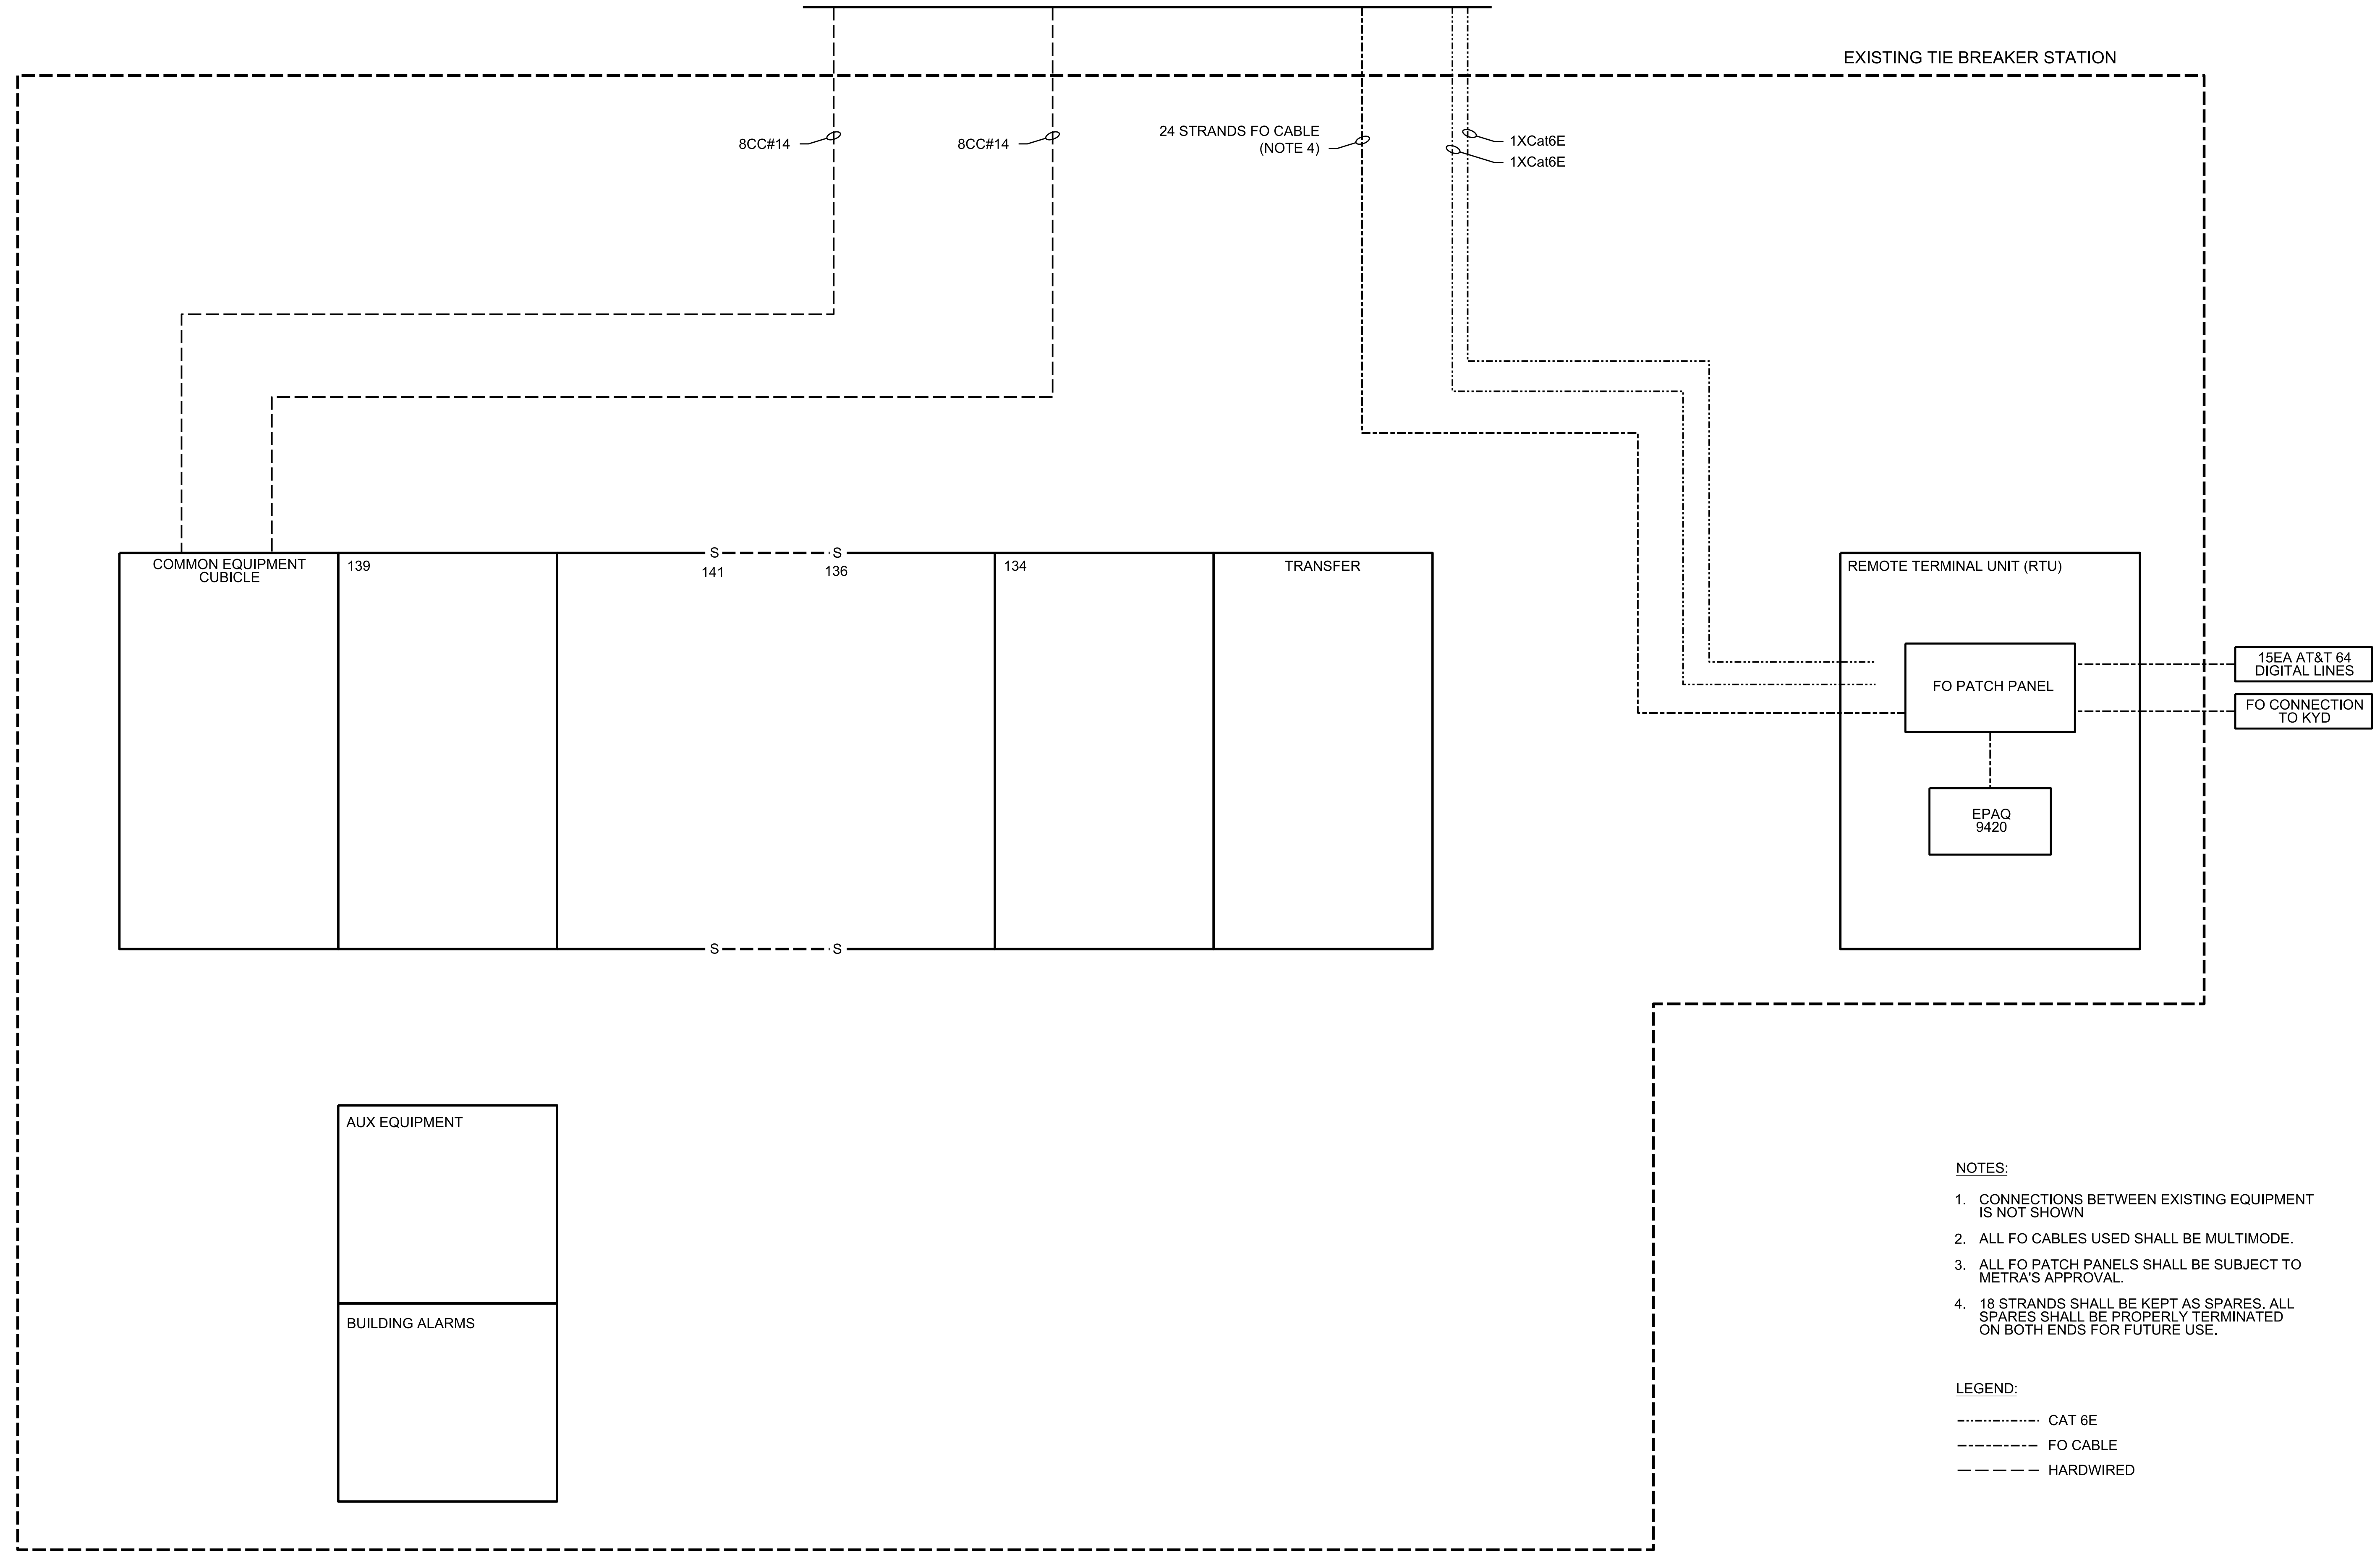 EXISTING TIE BREAKER STATION
8CC#14
8CC#14
24 STRANDS FO CABLE
(NOTE 4)
1XCat6E
1XCat6E
COMMON EQUIPMENT
CUBICLE
139
S
S
141
136
134
TRANSFER
S
S
REMOTE TERMINAL UNIT (RTU)
FO PATCH PANEL
EPAQ
9420
15EA AT&T 64
DIGITAL LINES
FO CONNECTION
TO KYD
AUX EQUIPMENT
BUILDING ALARMS
NOTES:
1. CONNECTIONS BETWEEN EXISTING EQUIPMENT
IS NOT SHOWN
2. ALL FO CABLES USED SHALL BE MULTIMODE.
3. ALL FO PATCH PANELS SHALL BE SUBJECT TO
METRA'S APPROVAL.
4. 18 STRANDS SHALL BE KEPT AS SPARES. ALL
SPARES SHALL BE PROPERLY TERMINATED
ON BOTH ENDS FOR FUTURE USE.
LEGEND:
CAT 6E
FO CABLE
HARDWIRED